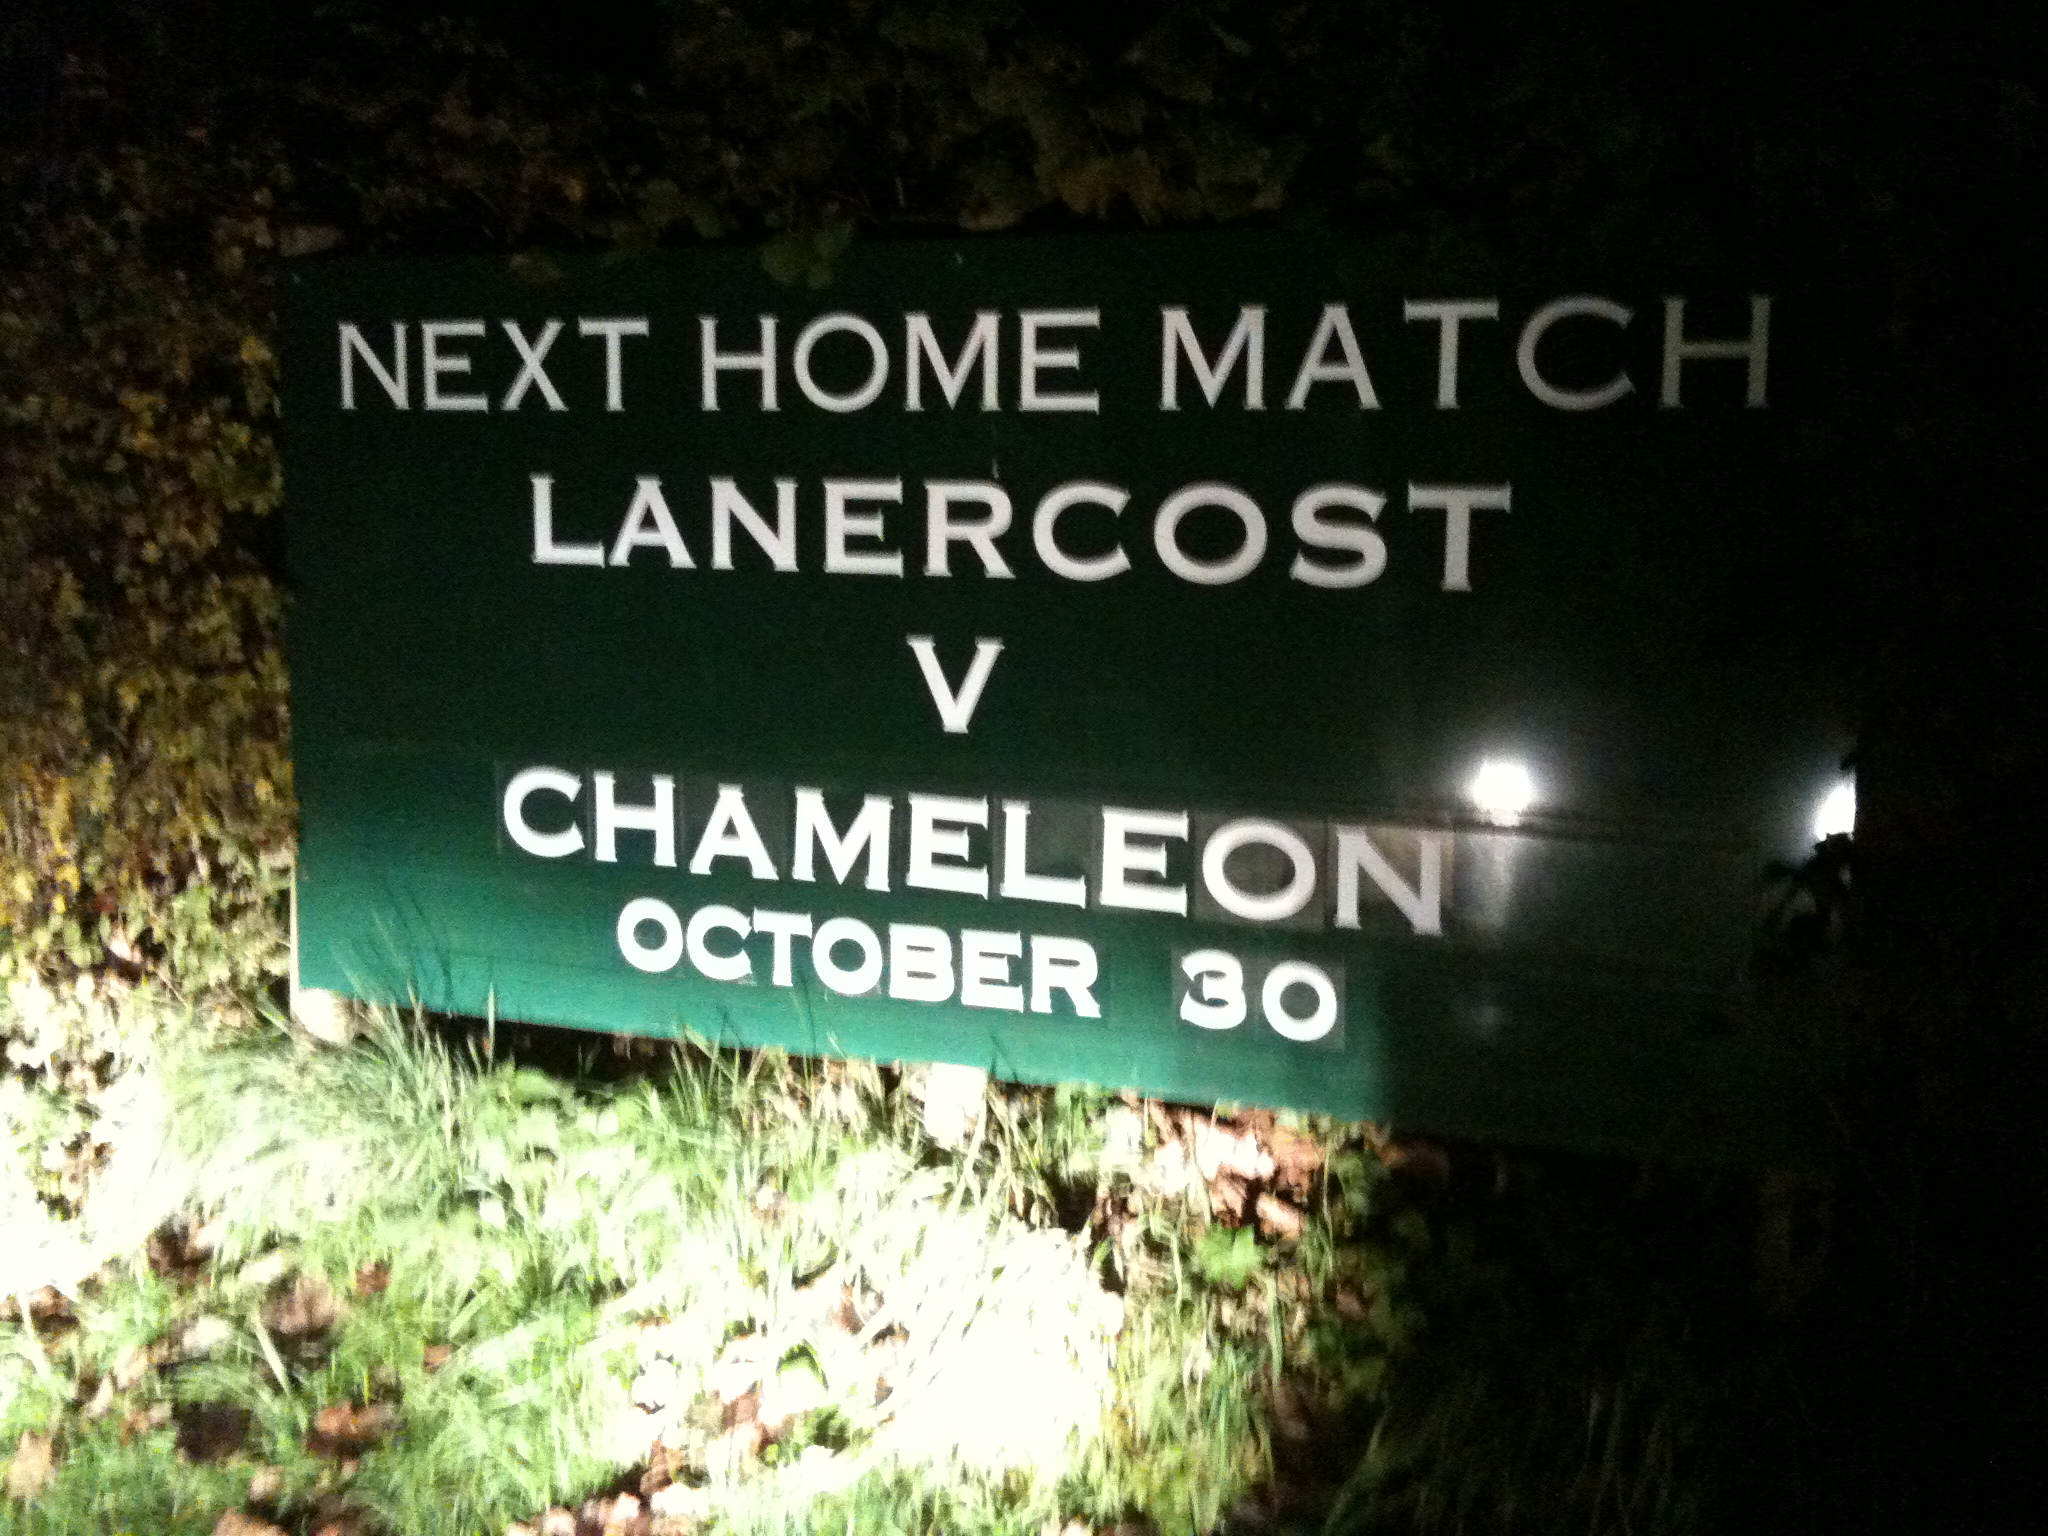 NEXT HOME MATCH
LANERCOST
V
CHAMELEON
OCTOBER 30